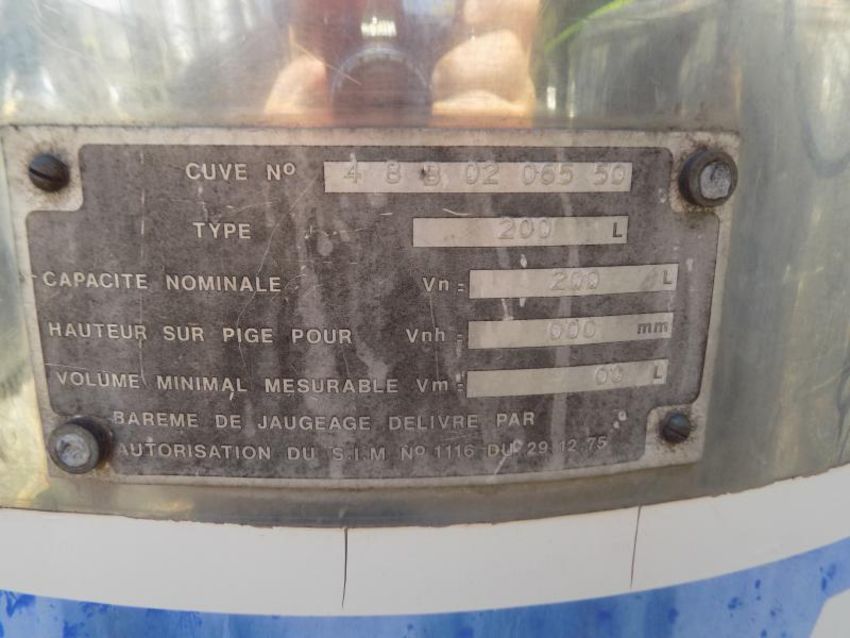 CUVE Nº 4 8 B 02 065 50
TYPE 200 L
CAPACITE NOMINALE Vn = 200 L
HAUTEUR SUR PIGE POUR Vnh = 000 mm
VOLUME MINIMAL MESURABLE Vm = 00 L
BAREME DE JAUGEAGE DELIVRE PAR
AUTORISATION DU S.I.M Nº 1116 DU 29.12.75